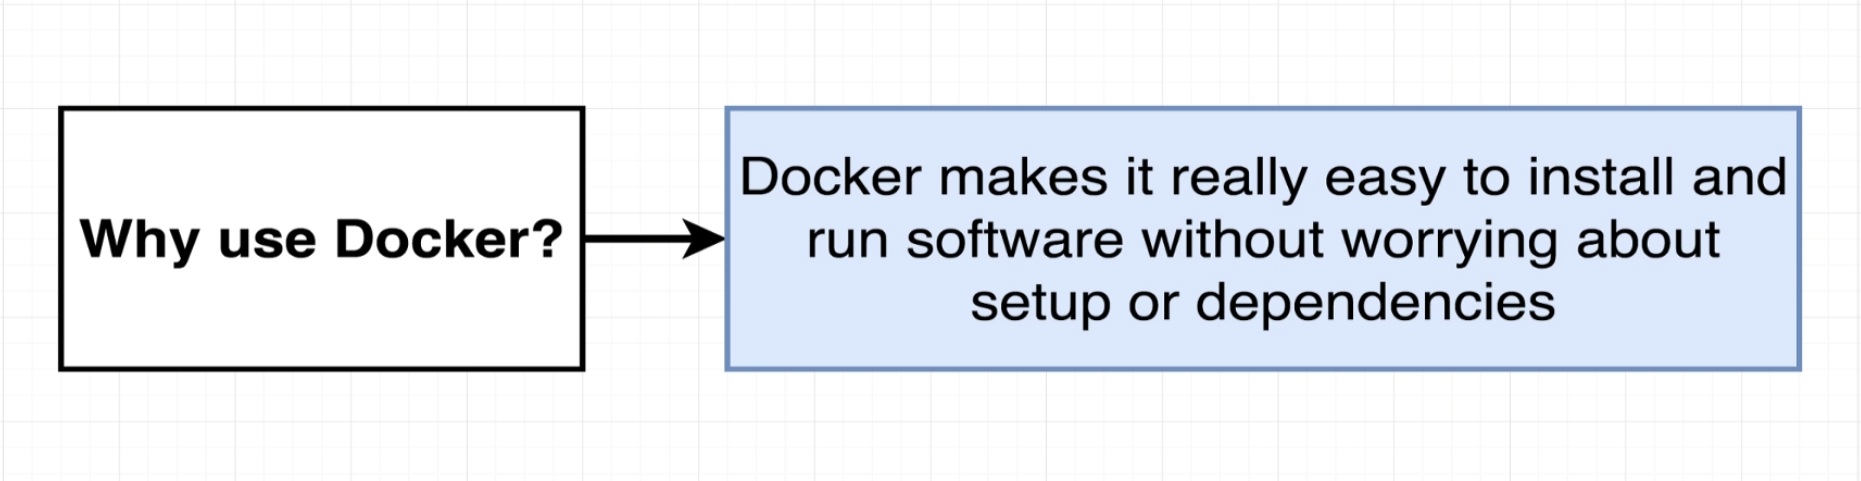 Why use Docker?
Docker makes it really easy to install and
run software without worrying about
setup or dependencies